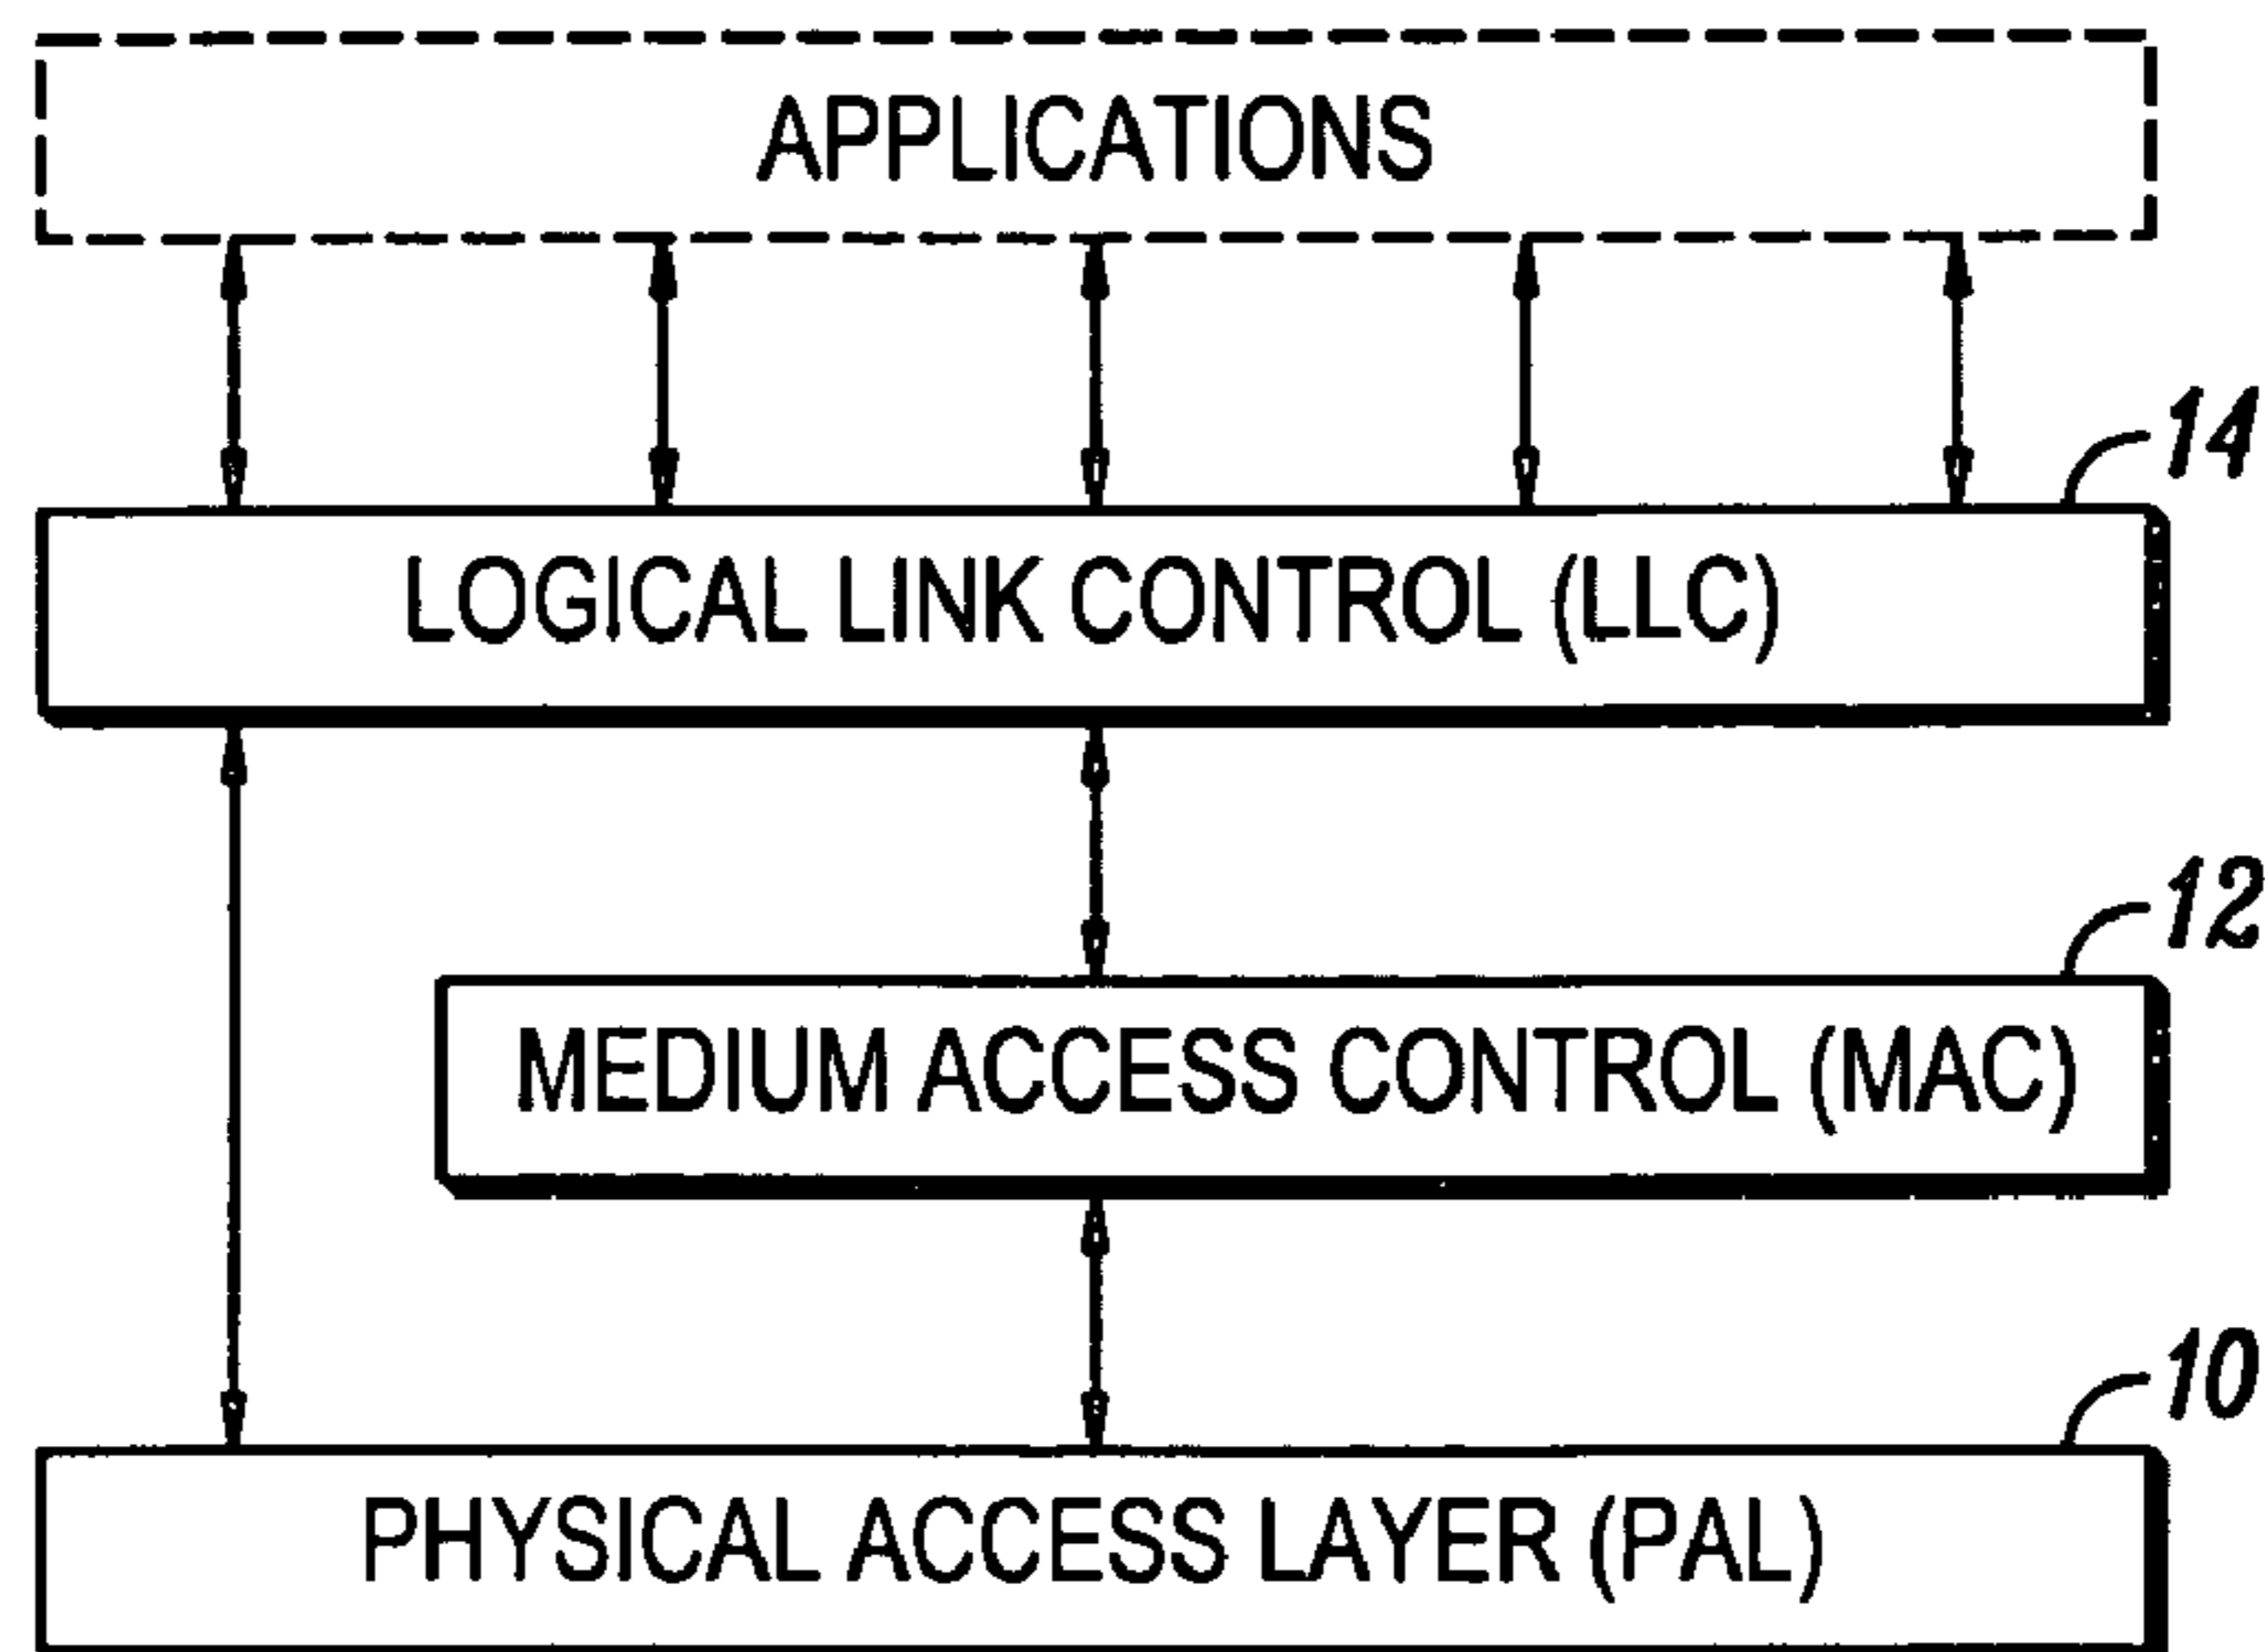 APPLICATIONS
14
LOGICAL LINK CONTROL (LLC)
12
MEDIUM ACCESS CONTROL (MAC)
10
PHYSICAL ACCESS LAYER (PAL)